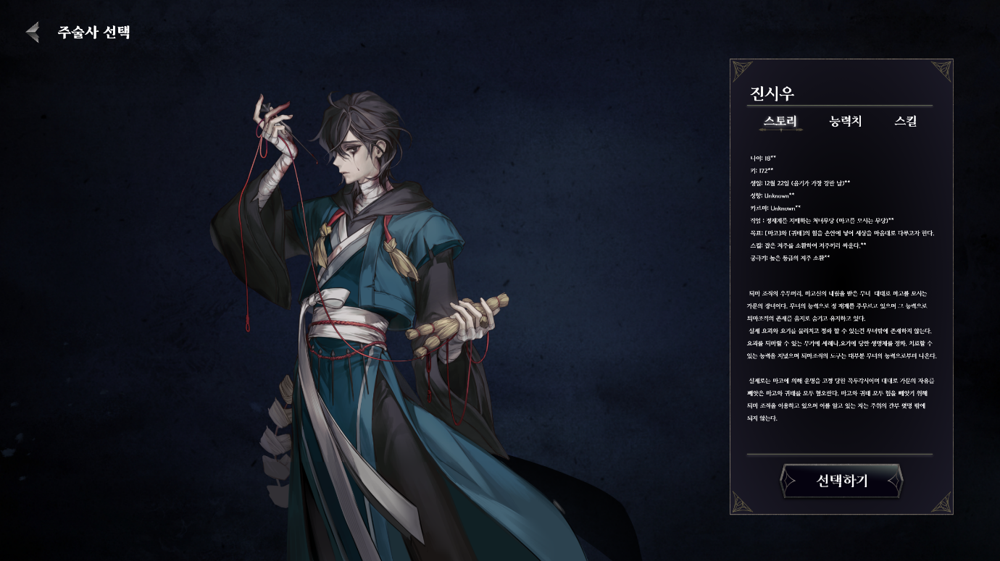 주술사 선택
진시우
스토리 능력치 스킬
나이: 18**
키: 172**
생일: 12월 22일 (음기가 가장 강한 날)**
성향: Unknown**
카르마: Unknown**
직업 : 정재계를 지배하는 처녀무당 (마고를 모시는 무당)**
목표: [마고]와 [귀태]의 힘을 손안에 넣어 세상을 마음대로 다루고자 한다.
스킬: 잡은 저주를 소환하여 저주끼리 싸운다.**
궁극기: 높은 등급의 저주 소환**
퇴마 조직의 우두머리. 마고신의 내림을 받은 무녀 대대로 마고를 모시는
가문의 장녀이다. 무녀의 능력으로 정 재계를 주무르고 있으며 그 능력으로
퇴마조직의 존재를 음지로 숨기고 유지하고 있다.
실제 요괴와 요기를 물리치고 정화 할 수 있는건 무녀밖에 존재하지 않는다.
요괴를 퇴마할 수 있는 무기에 세례나,요기에 당한 생명체를 정화, 치료할 수
있는 능력을 지녔으며 퇴마조직의 도구는 대부분 무녀의 능력으로부터 나온다.
실제로는 마고에 의해 운명을 고정 당한 꼭두각시이며 대대로 가문의 자유를
빼앗은 마고와 귀태를 모두 혐오한다. 마고와 귀태 모두 힘을 빼앗기 위해
퇴마 조직을 이용하고 있으며 이를 알고 있는 자는 주위의 간부 몇명 밖에
되지 않는다.
선택하기